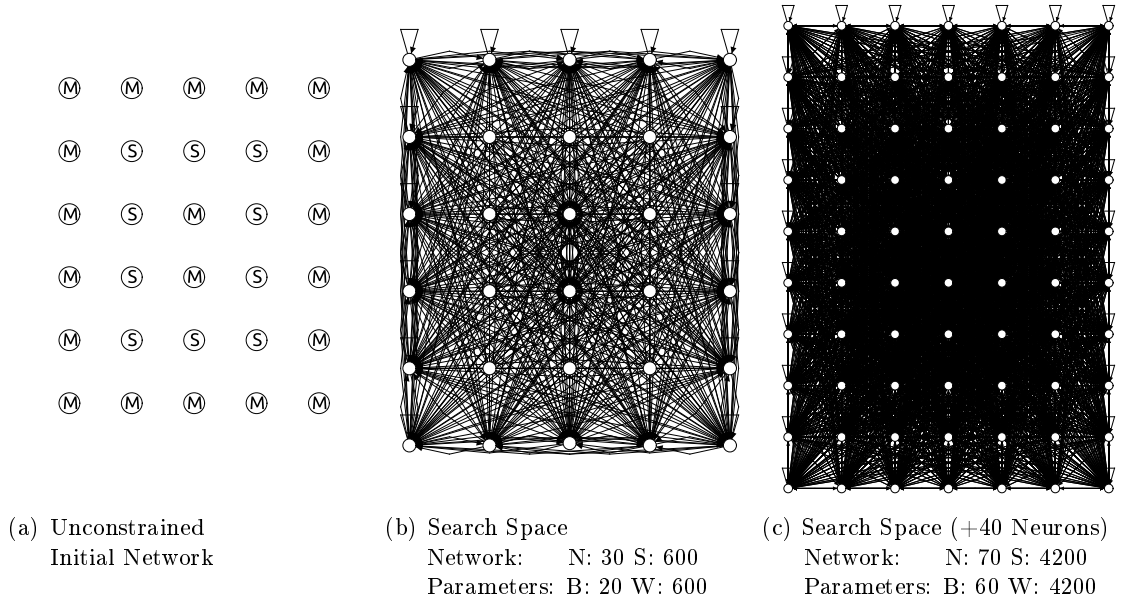 M M M M M
M S S S M
M S M S M
M S M S M
M S S S M
M M M M M
(a) Unconstrained
Initial Network
(b) Search Space
Network: N: 30 S: 600
Parameters: B: 20 W: 600
(c) Search Space (+40 Neurons)
Network: N: 70 S: 4200
Parameters: B: 60 W: 4200